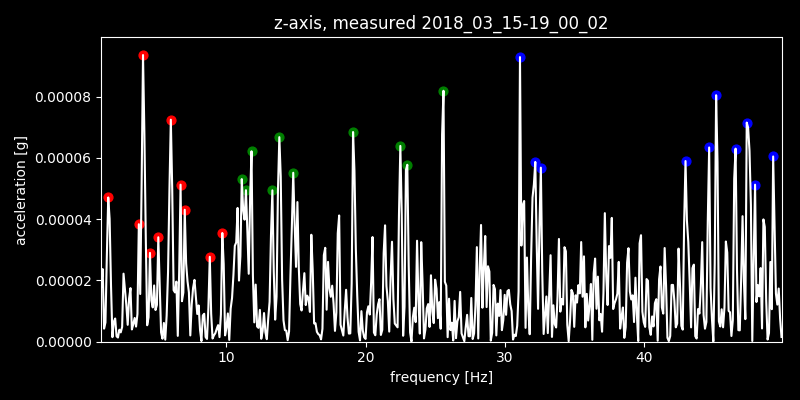 z-axis, measured 2018_03_15-19_00_02
0.00008
0.00006
0.00004
0.00002
0.00000
acceleration [g]
10 20 30 40
frequency [Hz]